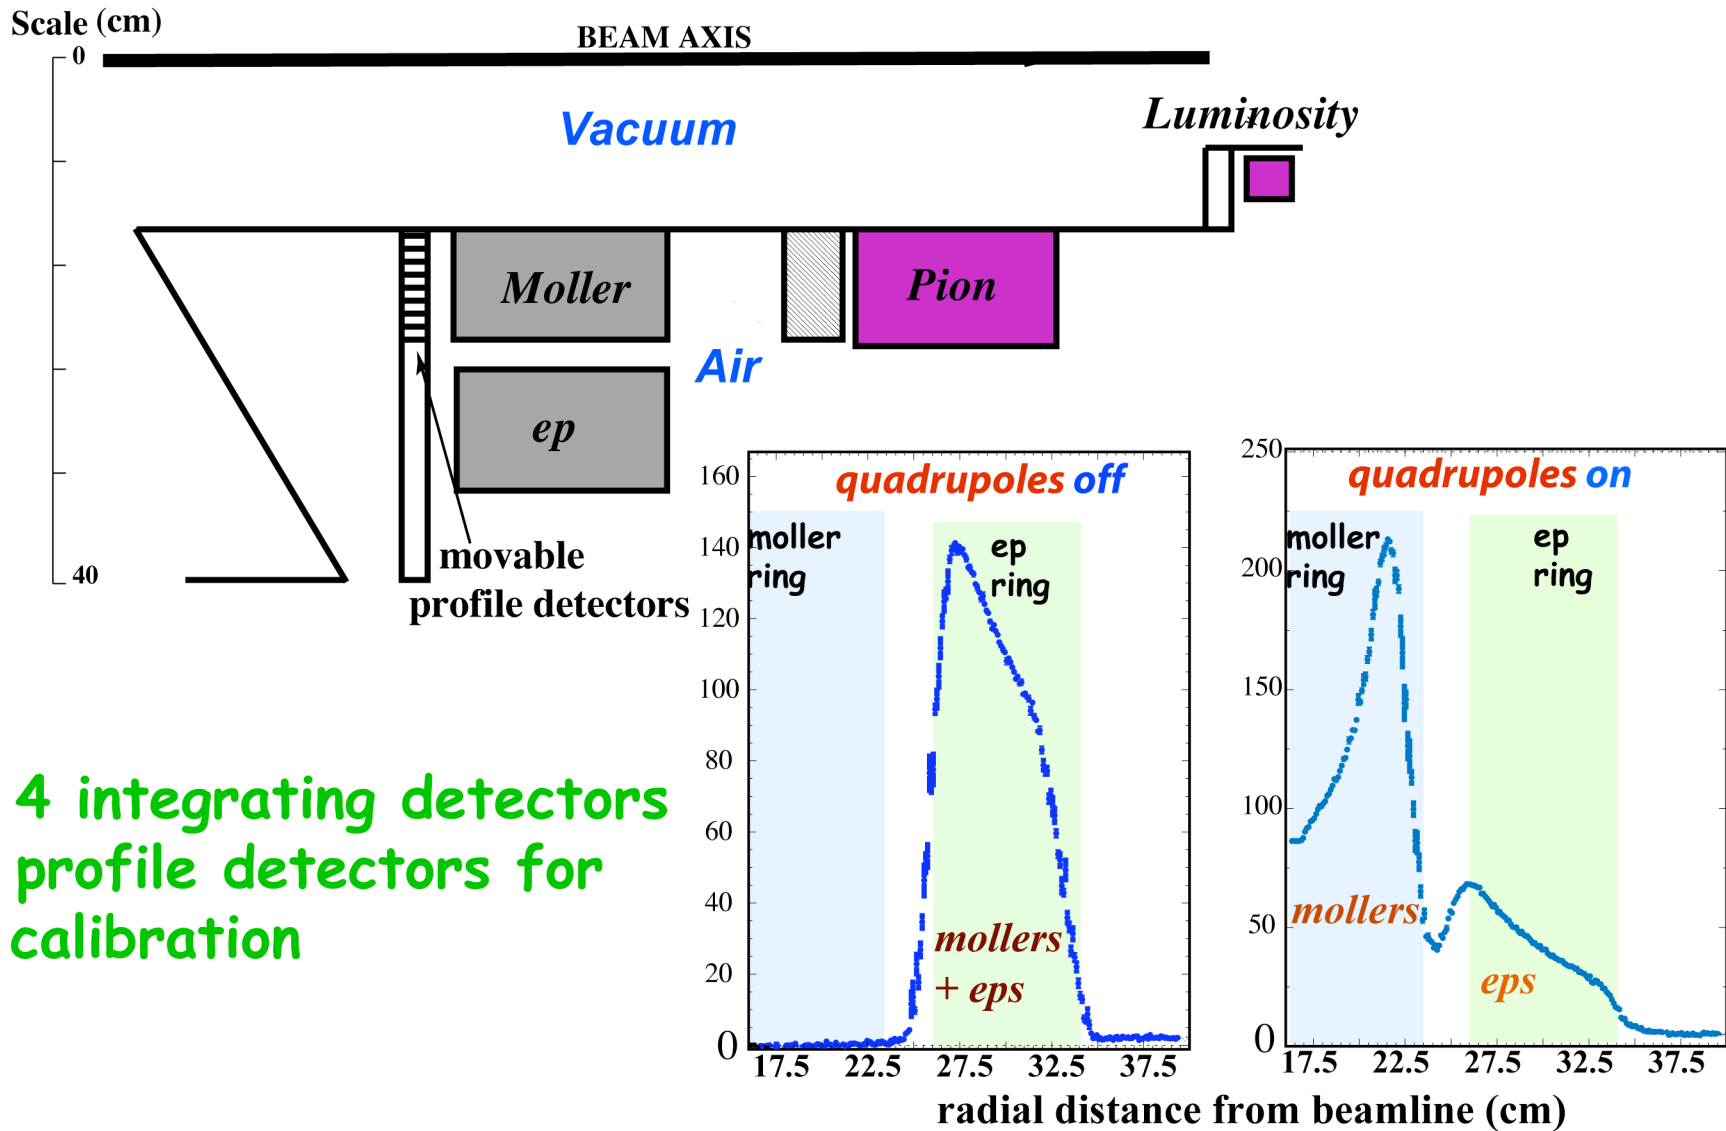 Scale (cm)
BEAM AXIS
0
Vacuum
Luminosity
Moller
Pion
Air
ep
40
movable
profile detectors
4 integrating detectors
profile detectors for
calibration
quadrupoles off
160
140
120
100
80
60
40
20
0
moller
ring
ep
ring
mollers
+ eps
17.5 22.5 27.5 32.5 37.5
quadrupoles on
250
200
150
100
50
0
moller
ring
ep
ring
mollers
eps
17.5 22.5 27.5 32.5 37.5
radial distance from beamline (cm)